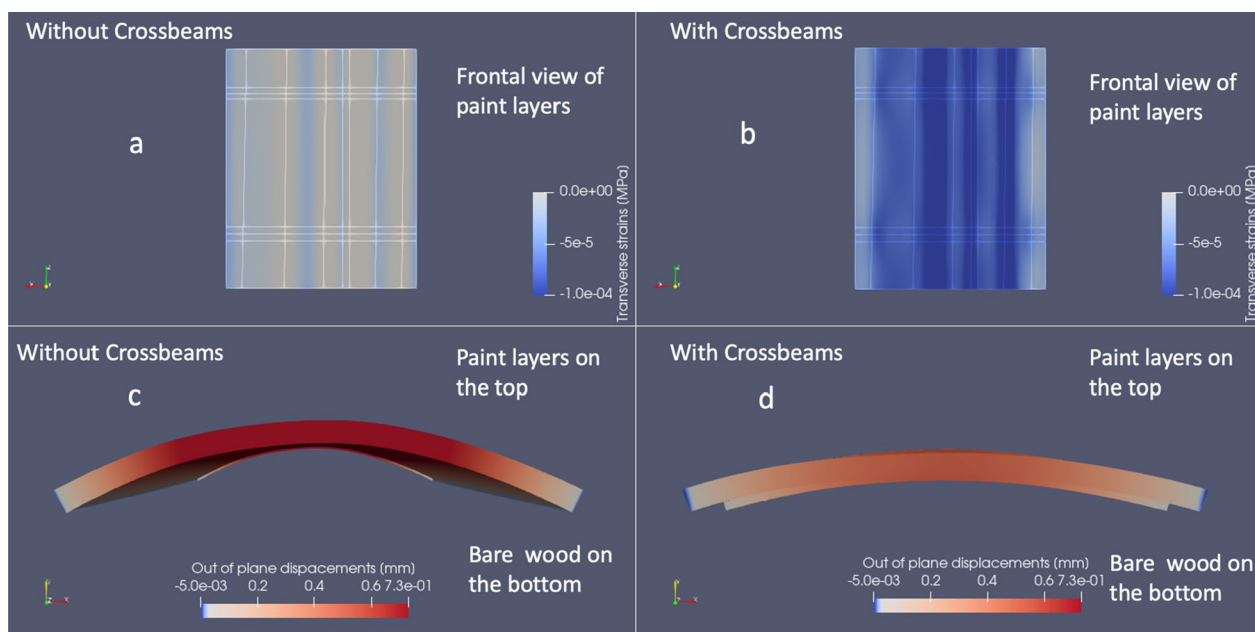 Without Crossbeams
Frontal view of
paint layers
a
0.0e+00
-5e-5
-1.0e-04
Transverse strains (MPa)
With Crossbeams
Frontal view of
paint layers
b
0.0e+00
-5e-5
-1.0e-04
Transverse strains (MPa)
Without Crossbeams
Paint layers on
the top
c
Bare wood on
the bottom
Out of plane dispacements (mm)
-5.0e-03 0.2 0.4 0.6 7.3e-01
With Crossbeams
Paint layers on
the top
d
Bare wood on
the bottom
Out of plane displacements (mm)
-5.0e-03 0.2 0.4 0.6 7.3e-01